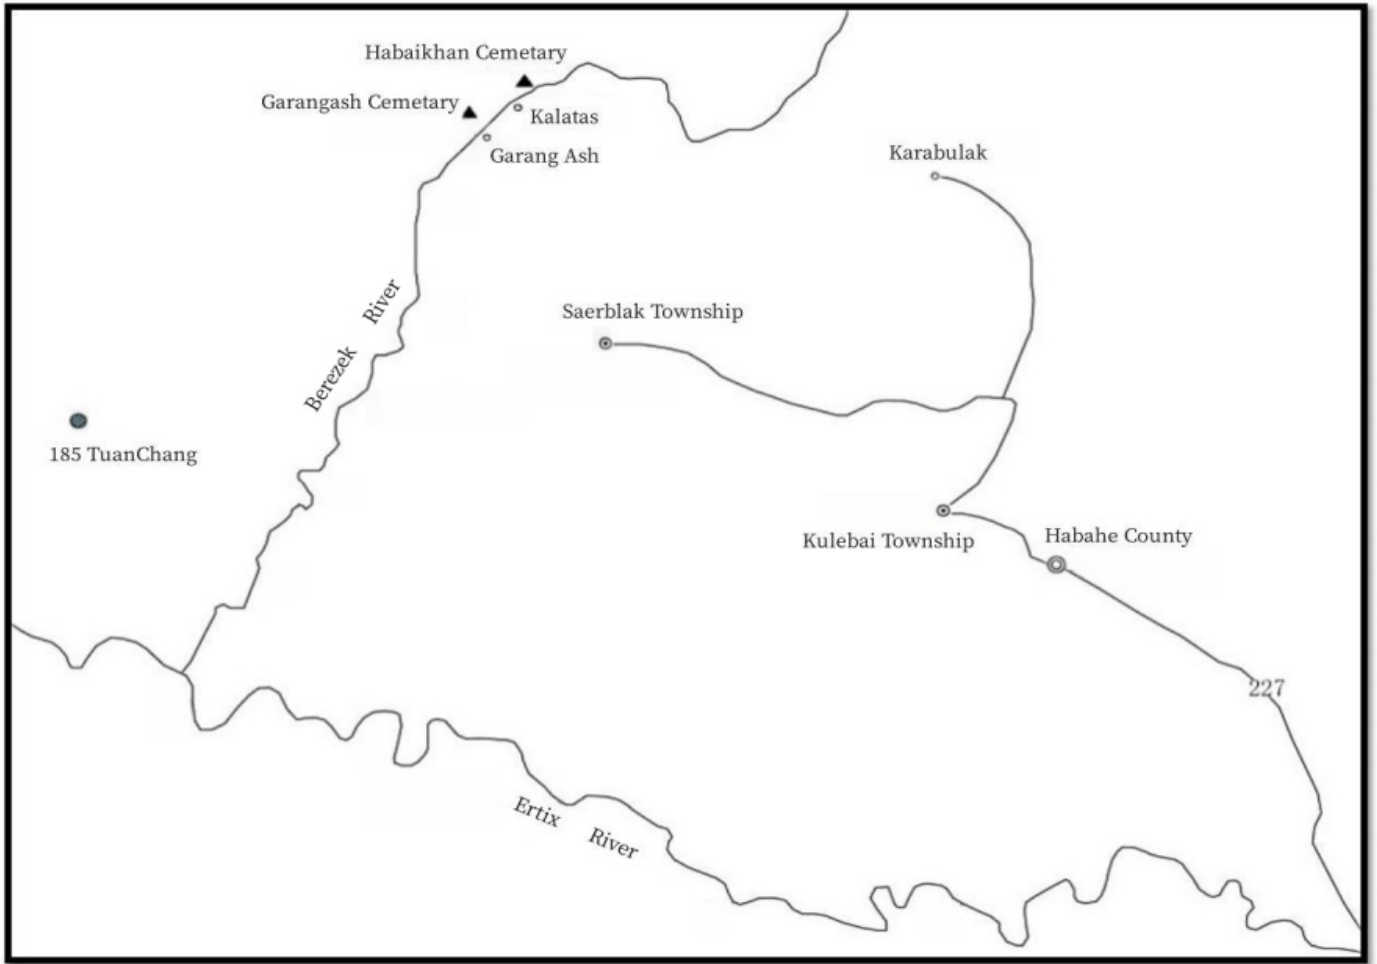 Habaikhan Cemetary
Garangash Cemetary
Kalatas
Garang Ash
Karabulak
Berezek River
Saerblak Township
185 TuanChang
Kulebai Township
Habahe County
227
Ertix River